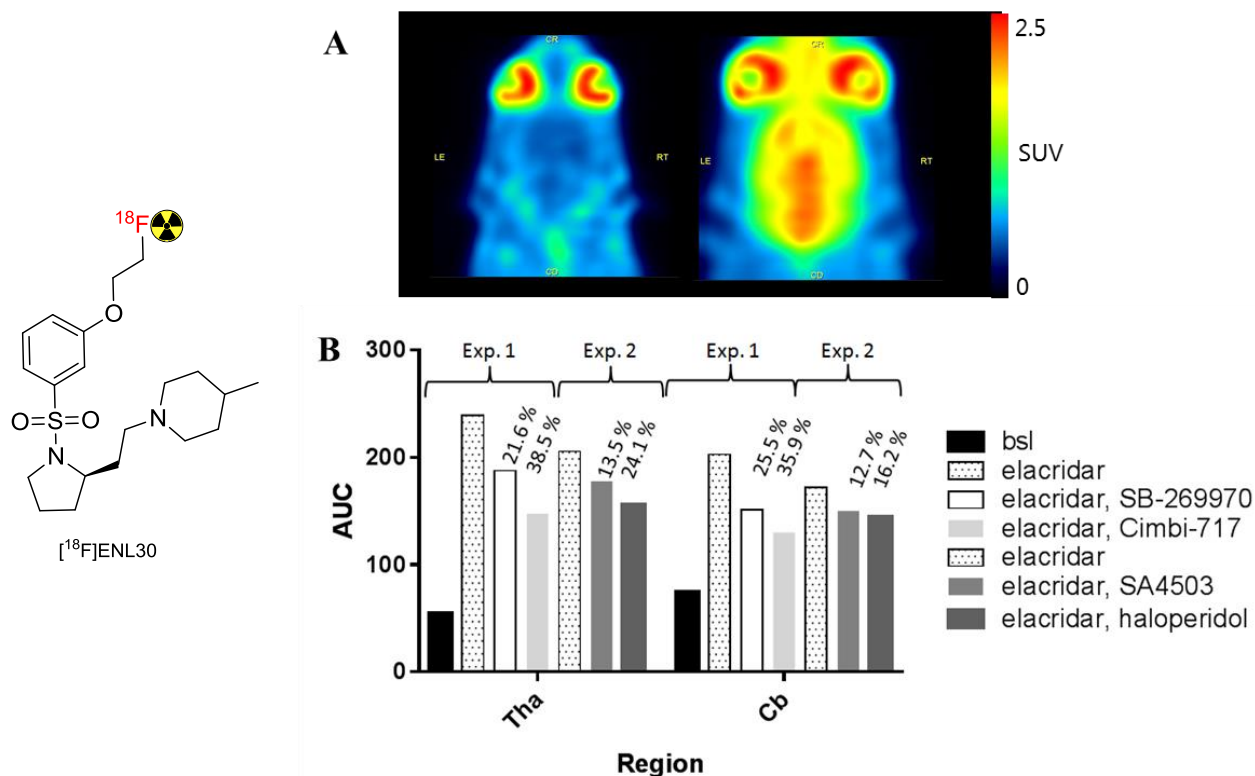 A
2.5
SUV
0
CR
LE
RT
CD
CR
LE
RT
CD
18F
O
O=S=O
N
N
[18F]ENL30
B
300
200
100
0
AUC
Exp. 1
Exp. 2
Exp. 1
Exp. 2
21.6 %
38.5 %
13.5 %
24.1 %
25.5 %
35.9 %
12.7 %
16.2 %
Tha
Cb
Region
bsl
elacridar
elacridar, SB-269970
elacridar, Cimbi-717
elacridar
elacridar, SA4503
elacridar, haloperidol